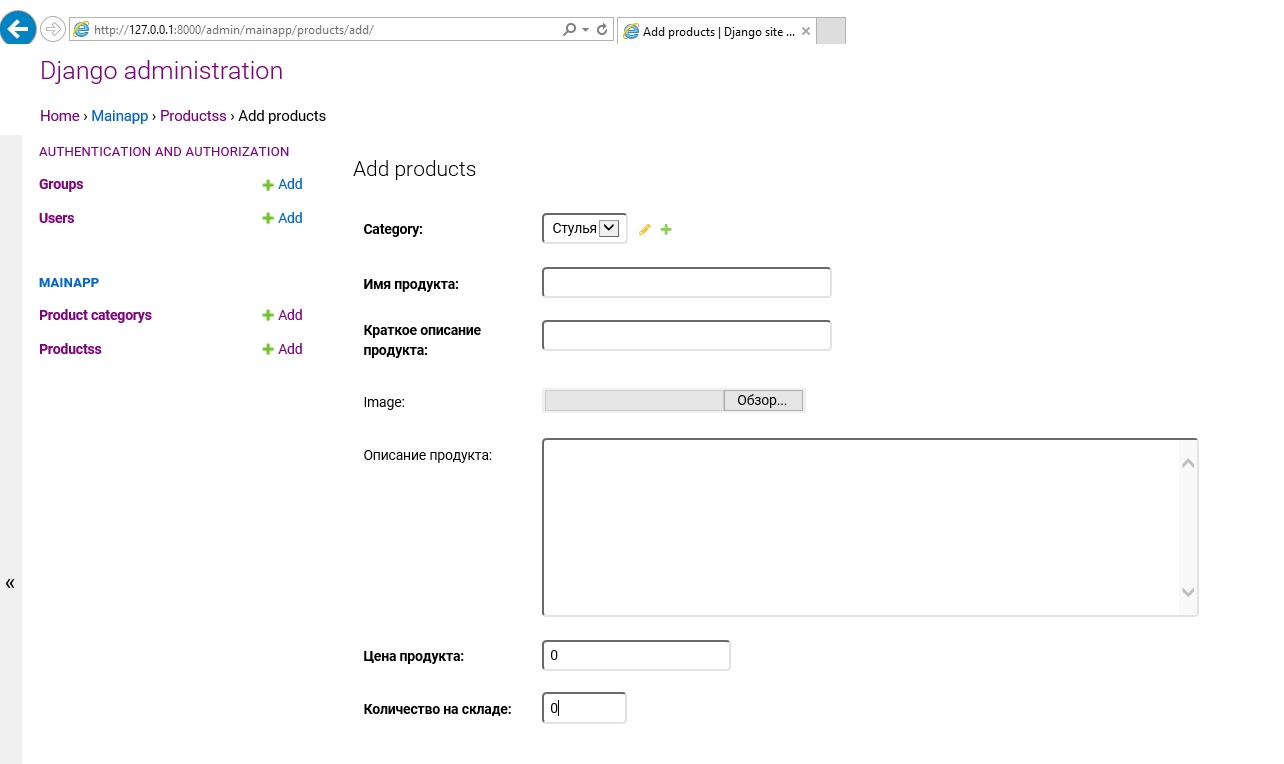 http://127.0.0.1:8000/admin/mainapp/products/add/
Add products | Django site ...
Django administration
Home › Mainapp › Productss › Add products
AUTHENTICATION AND AUTHORIZATION
Groups
Add
Users
Add
MAINAPP
Product categorys
Add
Productss
Add
«
Add products
Category:
Стулья
Имя продукта:
Краткое описание
продукта:
Image:
Обзор...
Описание продукта:
Цена продукта:
0
Количество на складе:
0